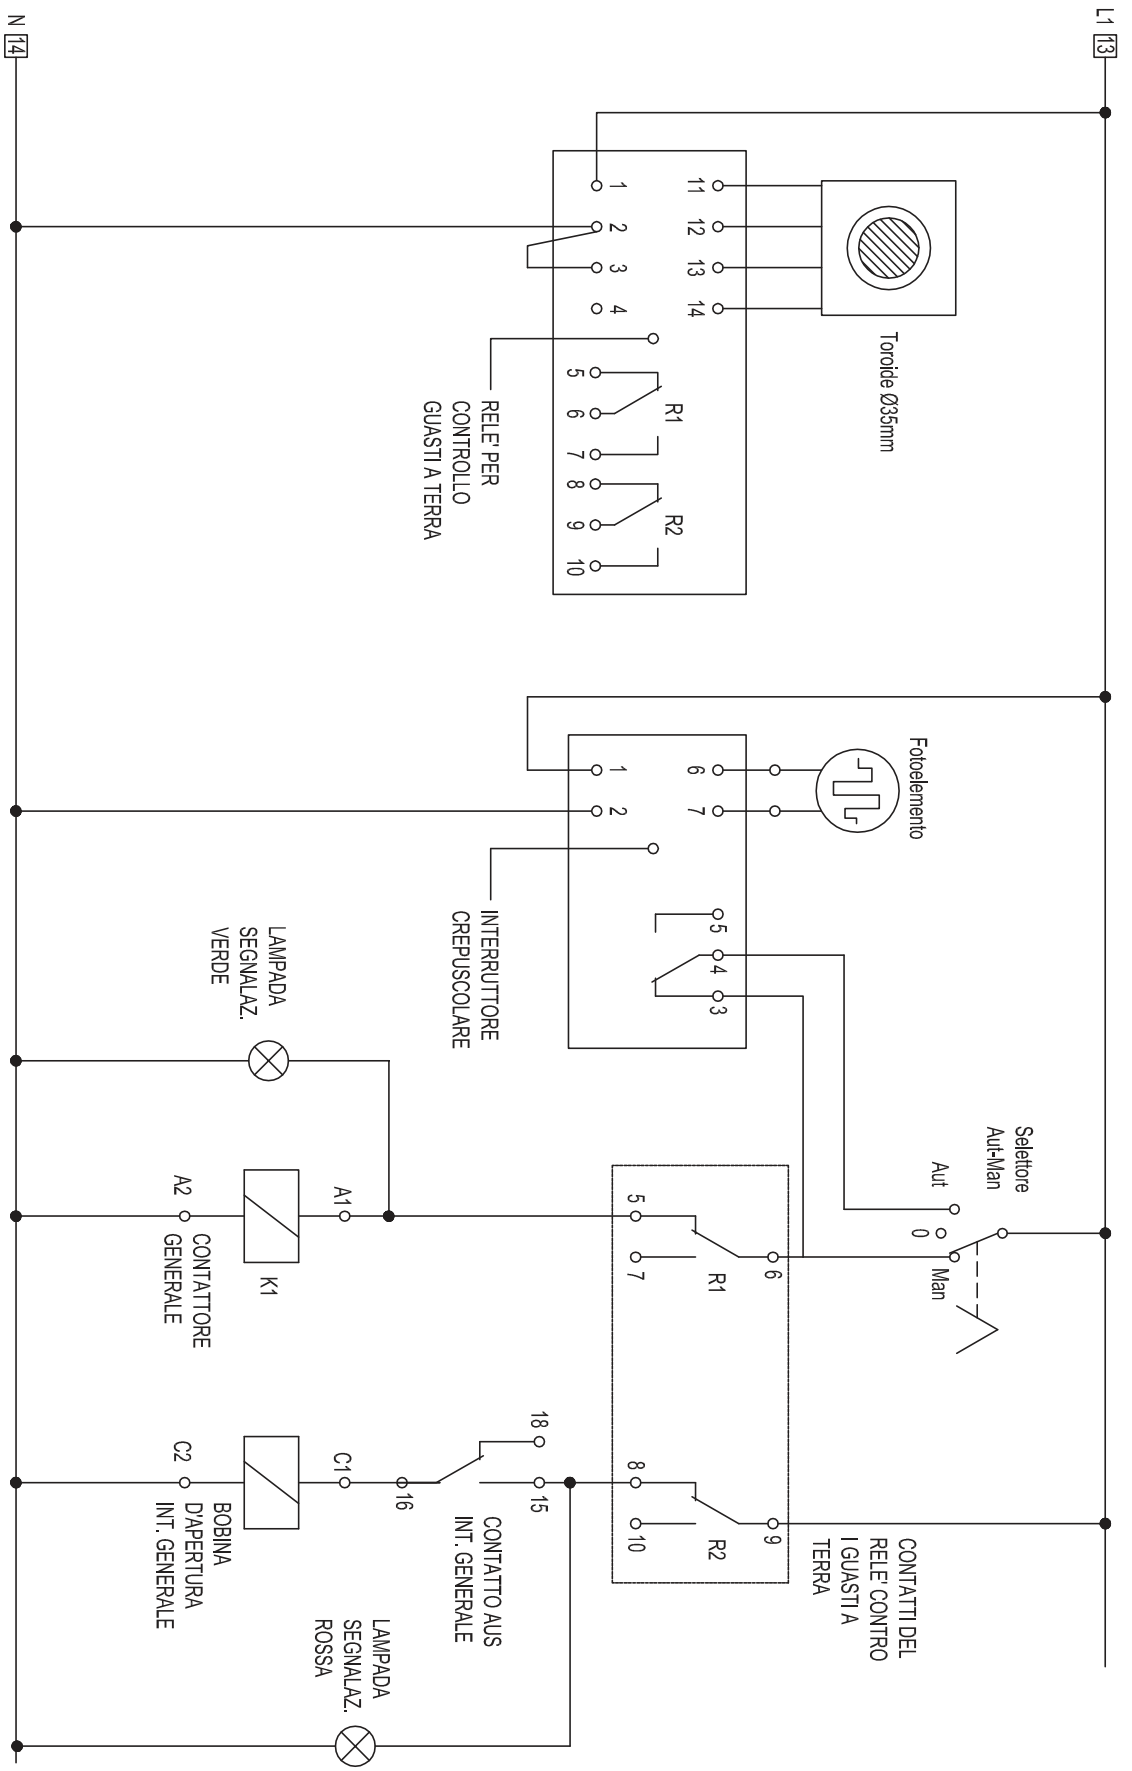 L1 13
N 14
Toroide Ø35mm
11
12
13
14
1
2
3
4
5
6
7
8
9
10
R1
R2
RELE' PER
CONTROLLO
GUASTI A TERRA
Fotoelemento
6
7
1
2
5
4
3
INTERRUTTORE
CREPUSCOLARE
Selettore
Aut-Man
Aut
0
Man
CONTATTI DEL
RELE' CONTRO
I GUASTI A
TERRA
6
R1
5
7
9
R2
8
10
LAMPADA
SEGNALAZ.
VERDE
A1
K1
A2
CONTATTORE
GENERALE
18
15
16
CONTATTO AUS
INT. GENERALE
C1
C2
BOBINA
D'APERTURA
INT. GENERALE
LAMPADA
SEGNALAZ.
ROSSA